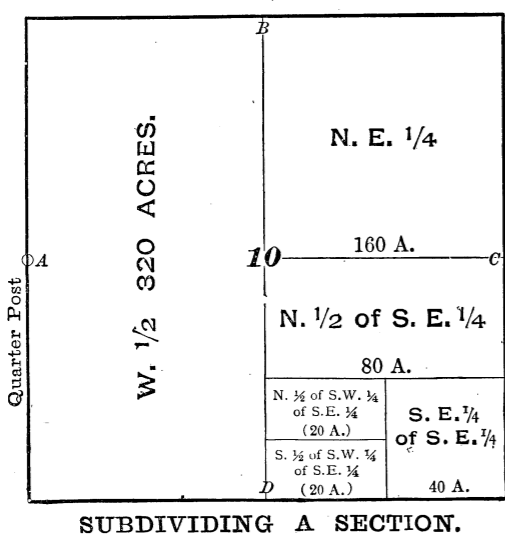 B
N. E. 1/4
W. 1/2 320 ACRES.
160 A.
A
10
C
Quarter Post
N. 1/2 of S. E. 1/4
80 A.
N. ½ of S.W. ¼
of S.E. ¼
(20 A.)
S. E. 1/4
of S. E. 1/4
S. ½ of S.W. ¼
of S.E. ¼
D
(20 A.)
40 A.
SUBDIVIDING A SECTION.